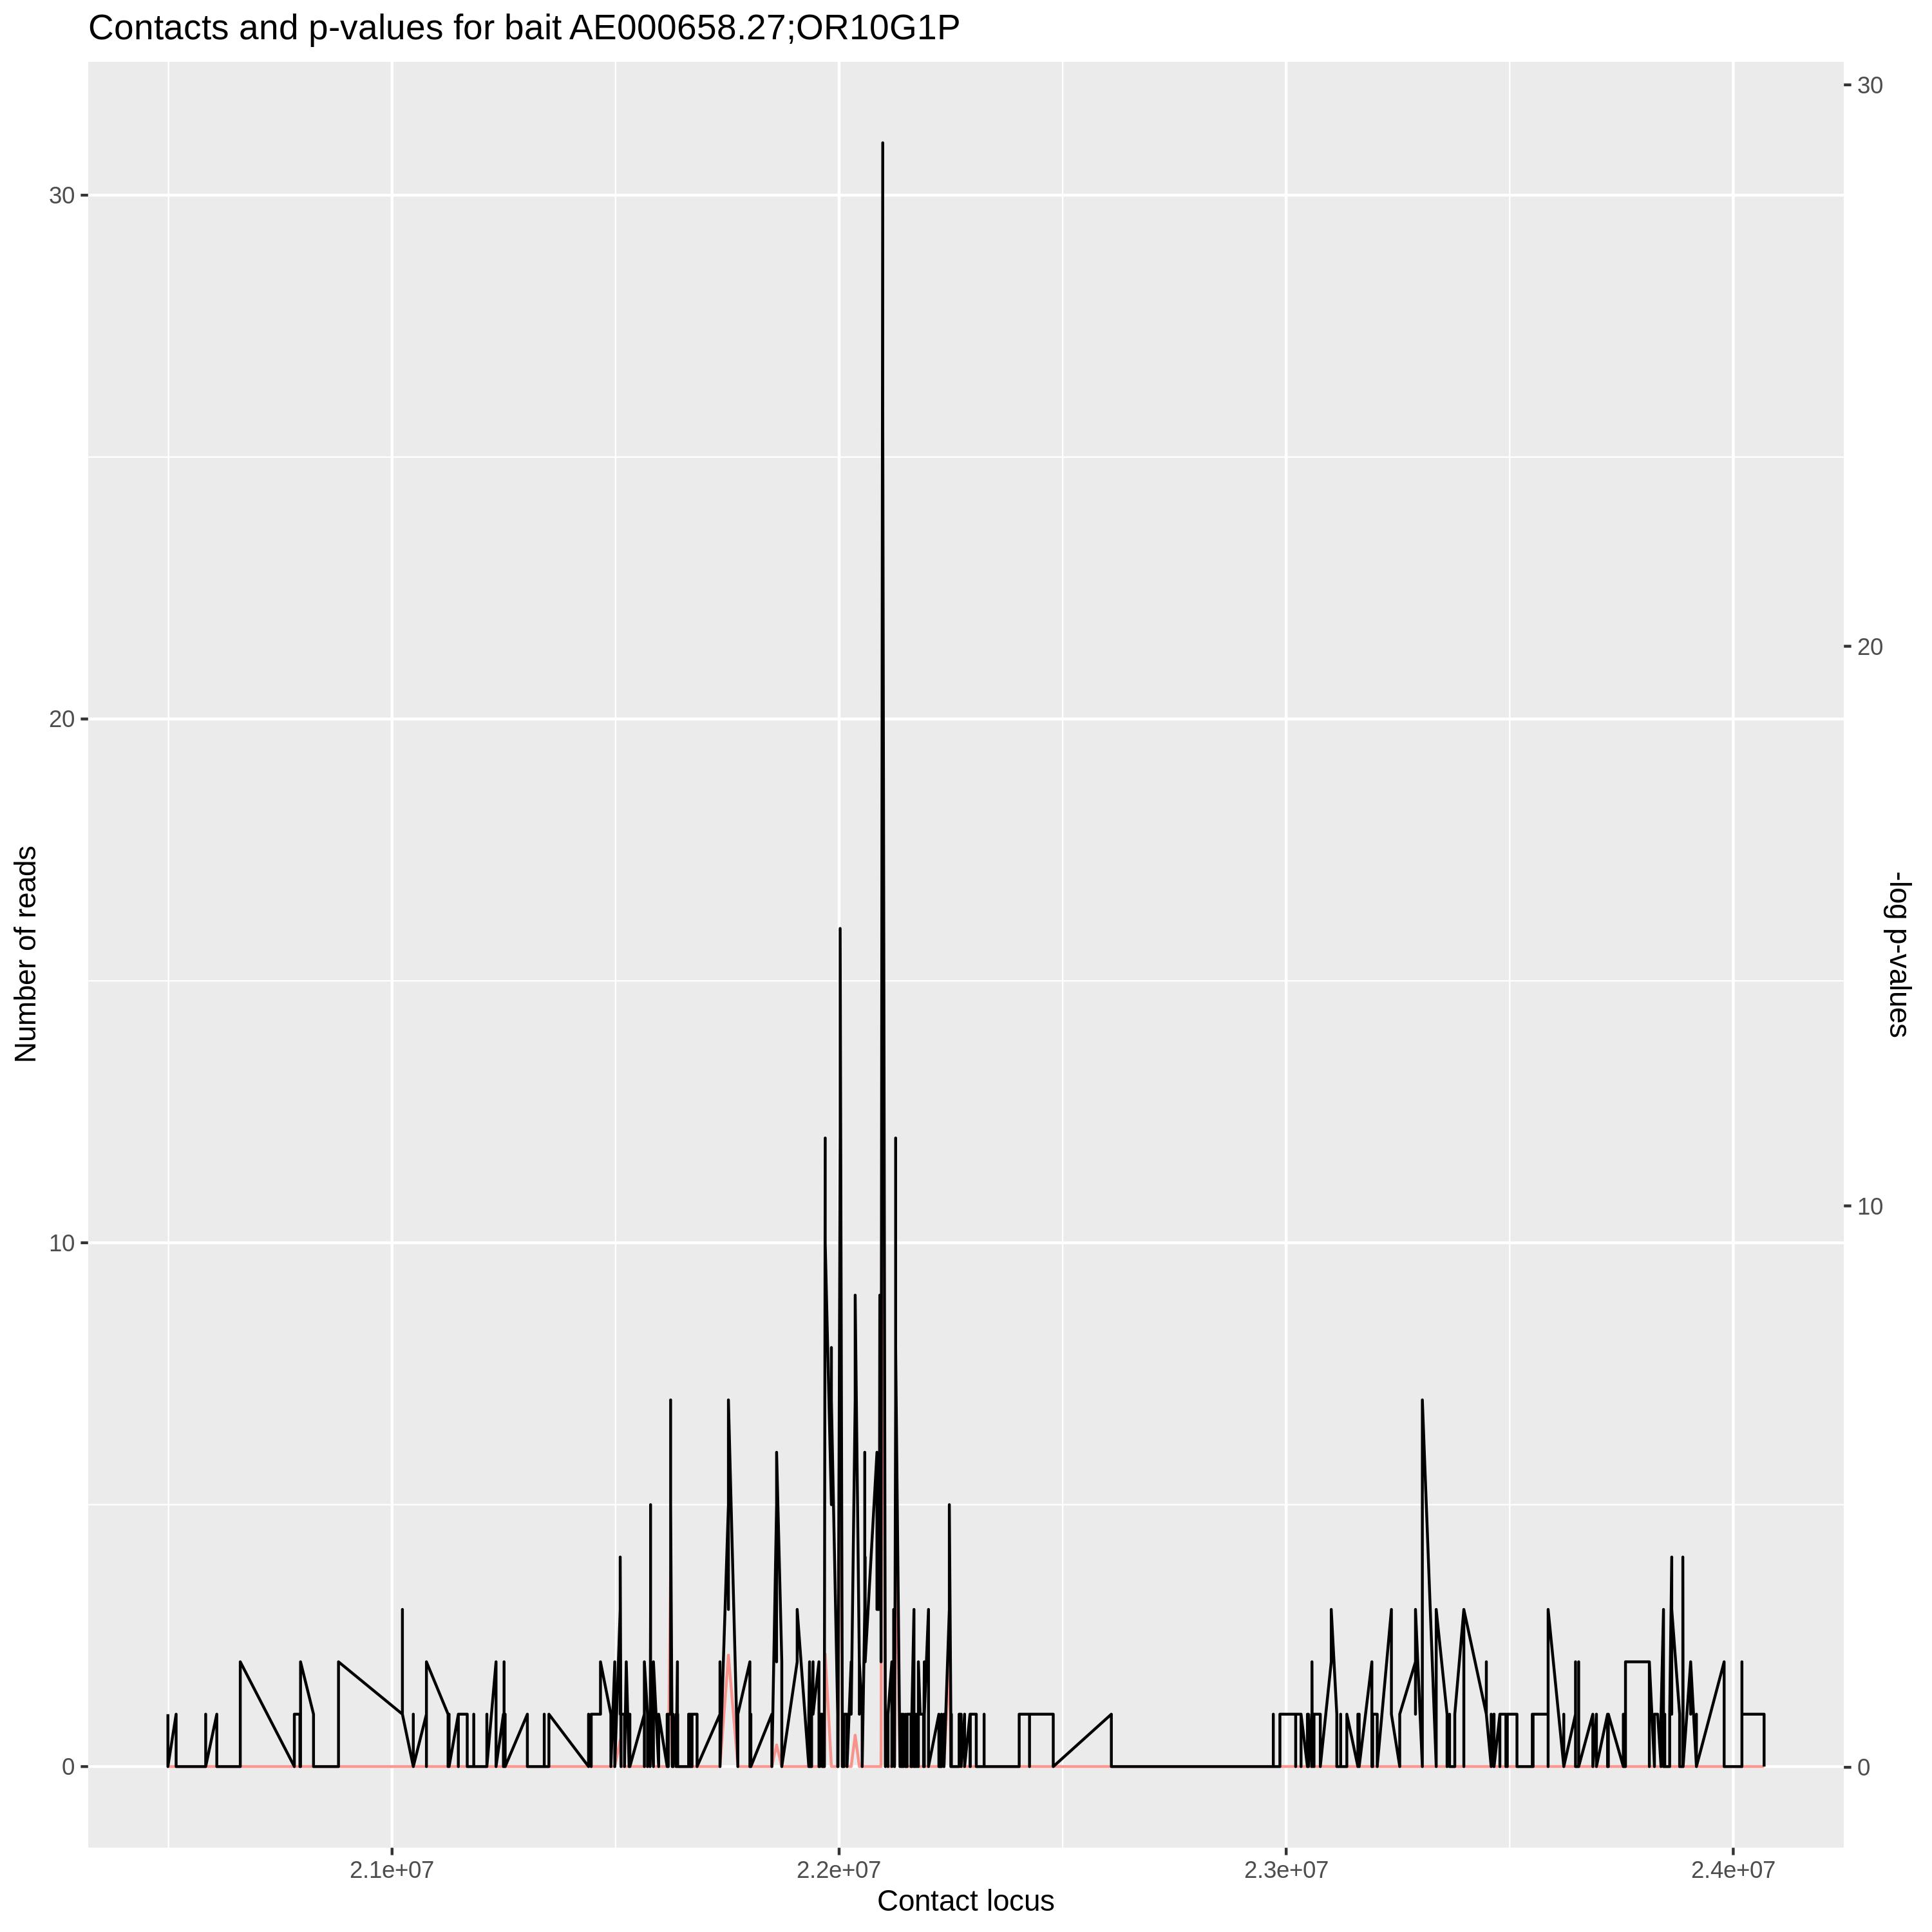 Contacts and p-values for bait AE000658.27;OR10G1P
30
20
10
0
30
20
10
0
Number of reads
-log p-values
2.1e+07 2.2e+07 2.3e+07 2.4e+07
Contact locus